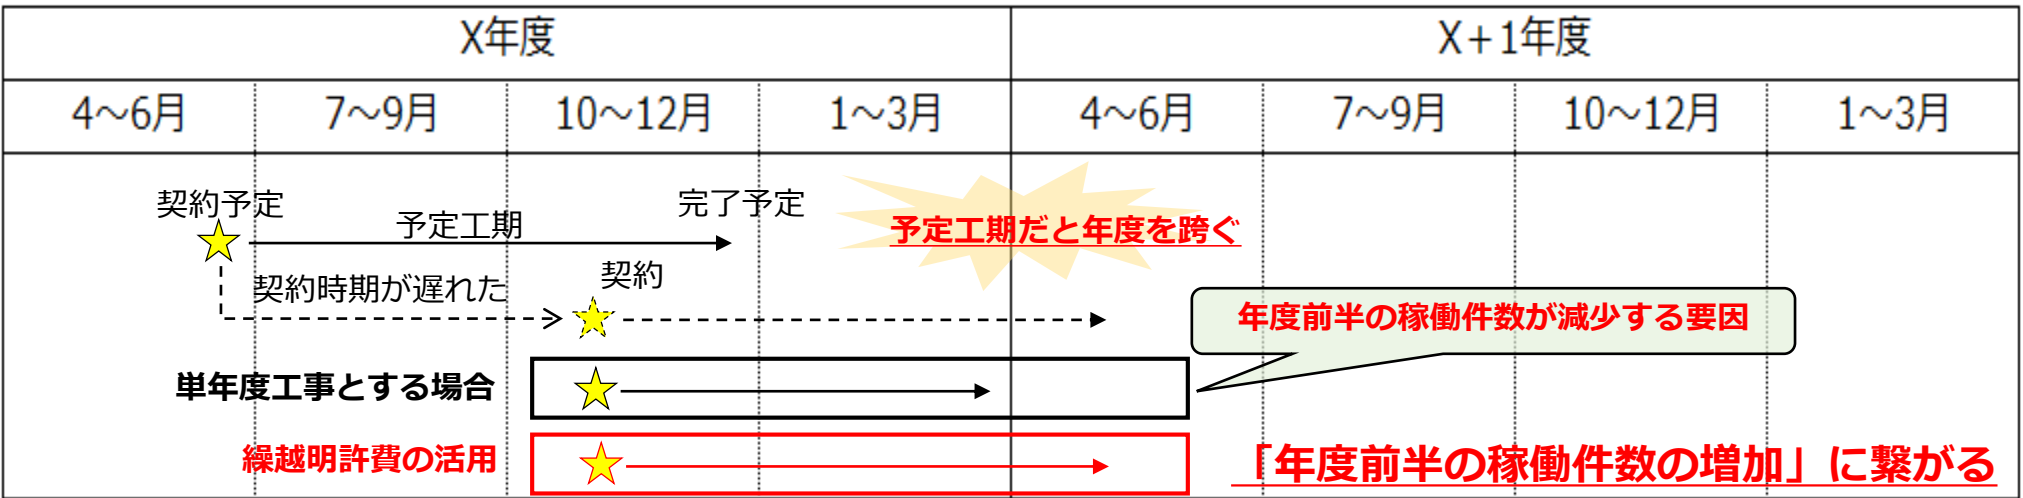 X年度
X+1年度
4～6月
7～9月
10～12月
1～3月
4～6月
7～9月
10～12月
1～3月
契約予定
予定工期
完了予定
予定工期だと年度を跨ぐ
契約時期が遅れた
契約
年度前半の稼働件数が減少する要因
単年度工事とする場合
繰越明許費の活用
「年度前半の稼働件数の増加」に繋がる